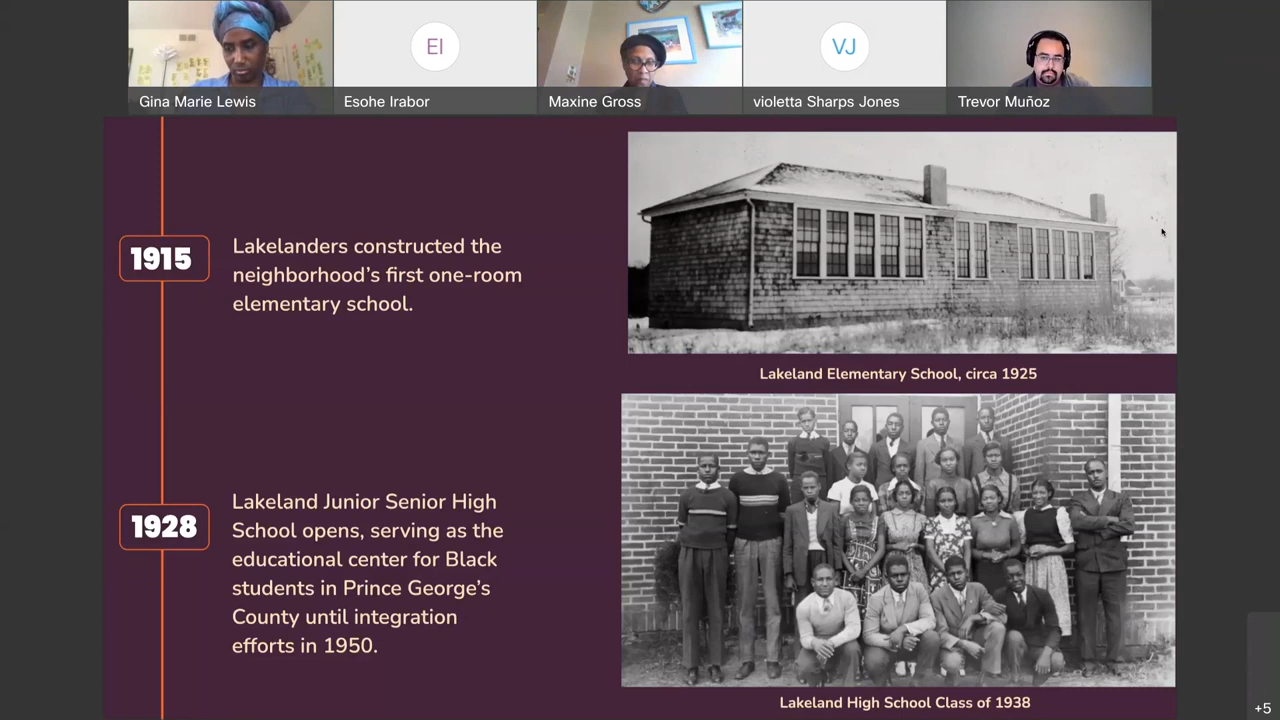 EI
VJ
Gina Marie Lewis
Esohe Irabor
Maxine Gross
violetta Sharps Jones
Trevor Muñoz
1915
Lakelanders constructed the
neighborhood’s first one-room
elementary school.
Lakeland Elementary School, circa 1925
1928
Lakeland Junior Senior High
School opens, serving as the
educational center for Black
students in Prince George’s
County until integration
efforts in 1950.
Lakeland High School Class of 1938
+5